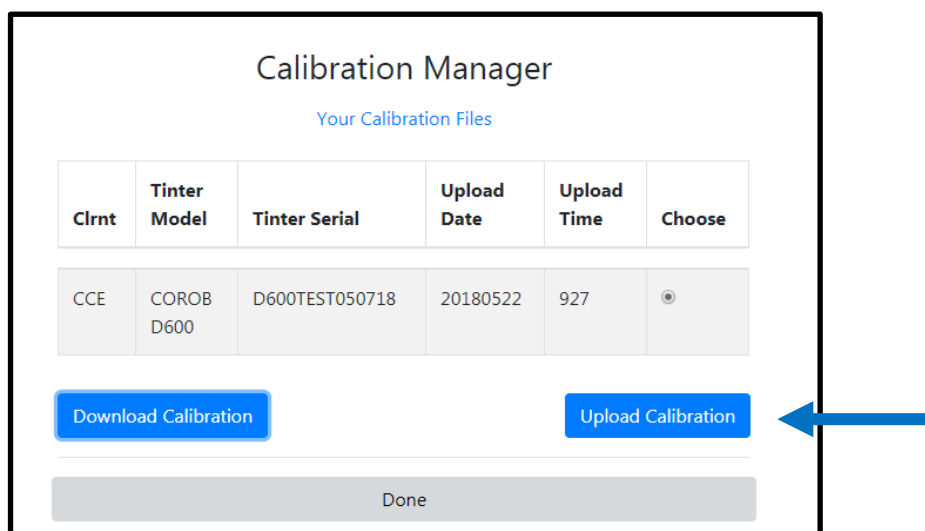 Calibration Manager
Your Calibration Files
Clrnt Tinter Model Tinter Serial Upload Date Upload Time Choose
CCE COROB D600 D600TEST050718 20180522 927
Download Calibration Upload Calibration
Done